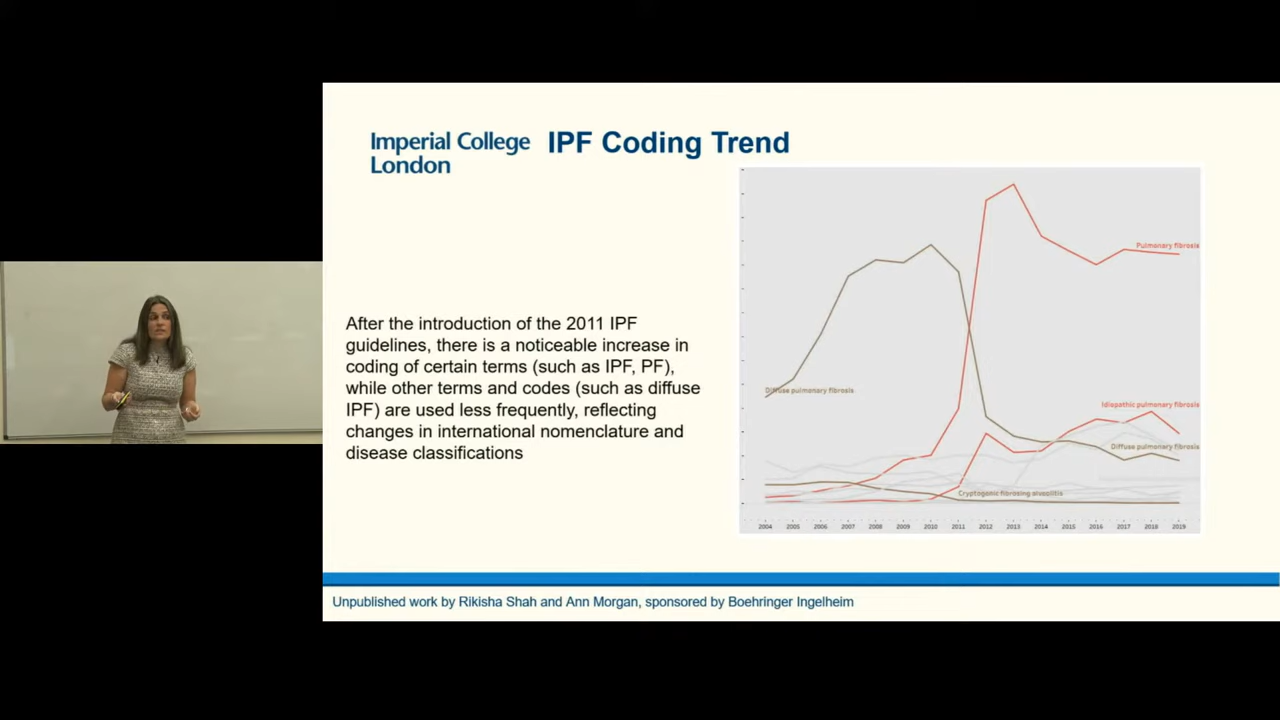 Imperial College
London
IPF Coding Trend
After the introduction of the 2011 IPF
guidelines, there is a noticeable increase in
coding of certain terms (such as IPF, PF),
while other terms and codes (such as diffuse
IPF) are used less frequently, reflecting
changes in international nomenclature and
disease classifications
Pulmonary fibrosis
Diffuse pulmonary fibrosis
Idiopathic pulmonary fibrosis
Diffuse pulmonary fibrosis
Cryptogenic fibrosing alveolitis
2004 2005 2006 2007 2008 2009 2010 2011 2012 2013 2014 2015 2016 2017 2018 2019
Unpublished work by Rikisha Shah and Ann Morgan, sponsored by Boehringer Ingelheim